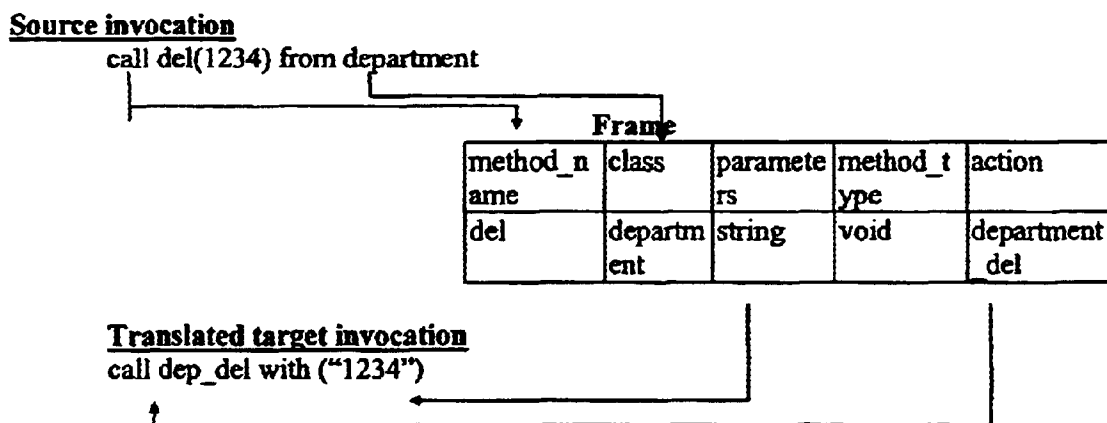 Source invocation
call del(1234) from department
Frame
method_n class paramete method_t action
ame rs ype
del departm string void department
ent _del
Translated target invocation
call dep_del with (“1234”)